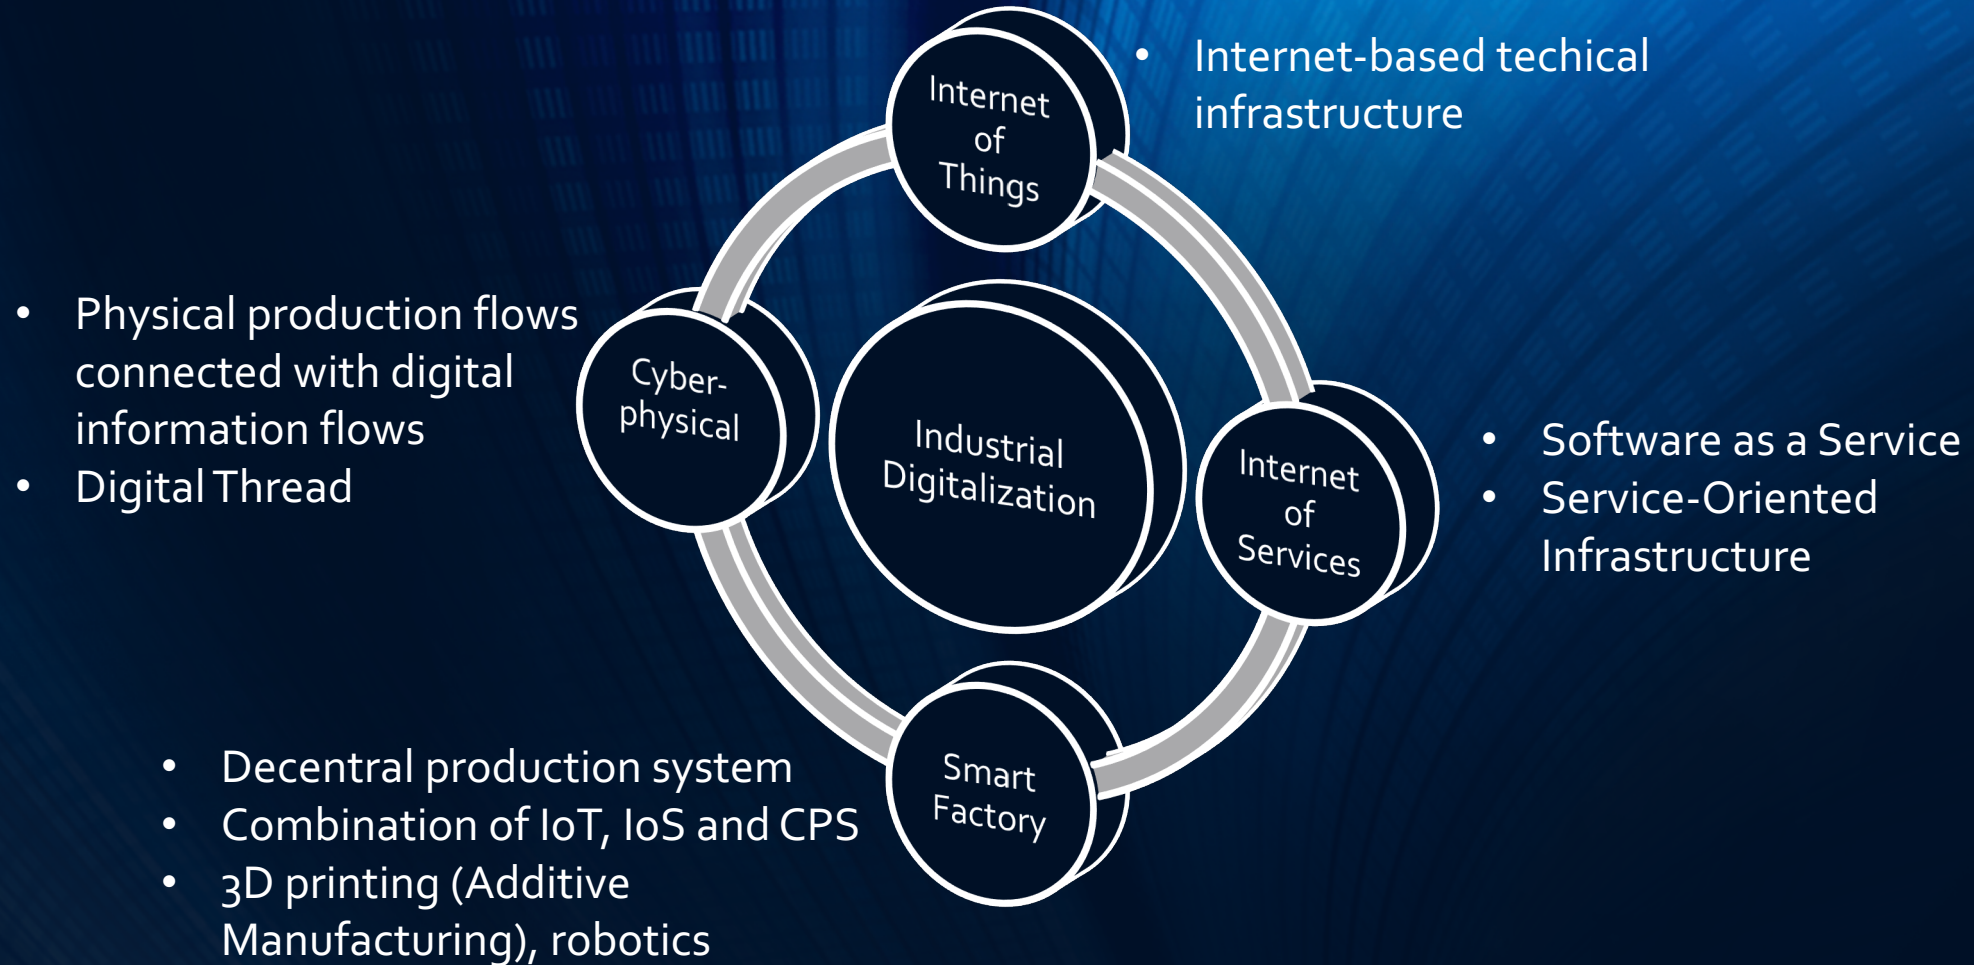 Internet
of
Things
• Internet-based techical
infrastructure
• Physical production flows
connected with digital
information flows
• Digital Thread
Cyber-
physical
Industrial
Digitalization
Internet
of
Services
• Software as a Service
• Service-Oriented
Infrastructure
Smart
Factory
• Decentral production system
• Combination of IoT, IoS and CPS
• 3D printing (Additive
Manufacturing), robotics